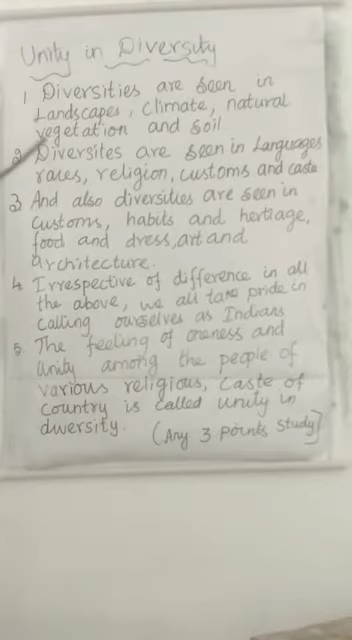 Unity in Diversity
1 Diversities are seen in
Landscapes, climate, natural
vegetation and soil
2 Diversites are seen in Languages
races, religion, customs and caste
3 And also diversities are seen in
customs, habits and heritage,
food and dress, art and
architecture.
4 Irrespective of difference in all
the above, we all take pride in
calling ourselves as Indians
5. The feeling of oneness and
unity among the people of
various religious, caste of
country is called unity in
diversity. (Any 3 points study)